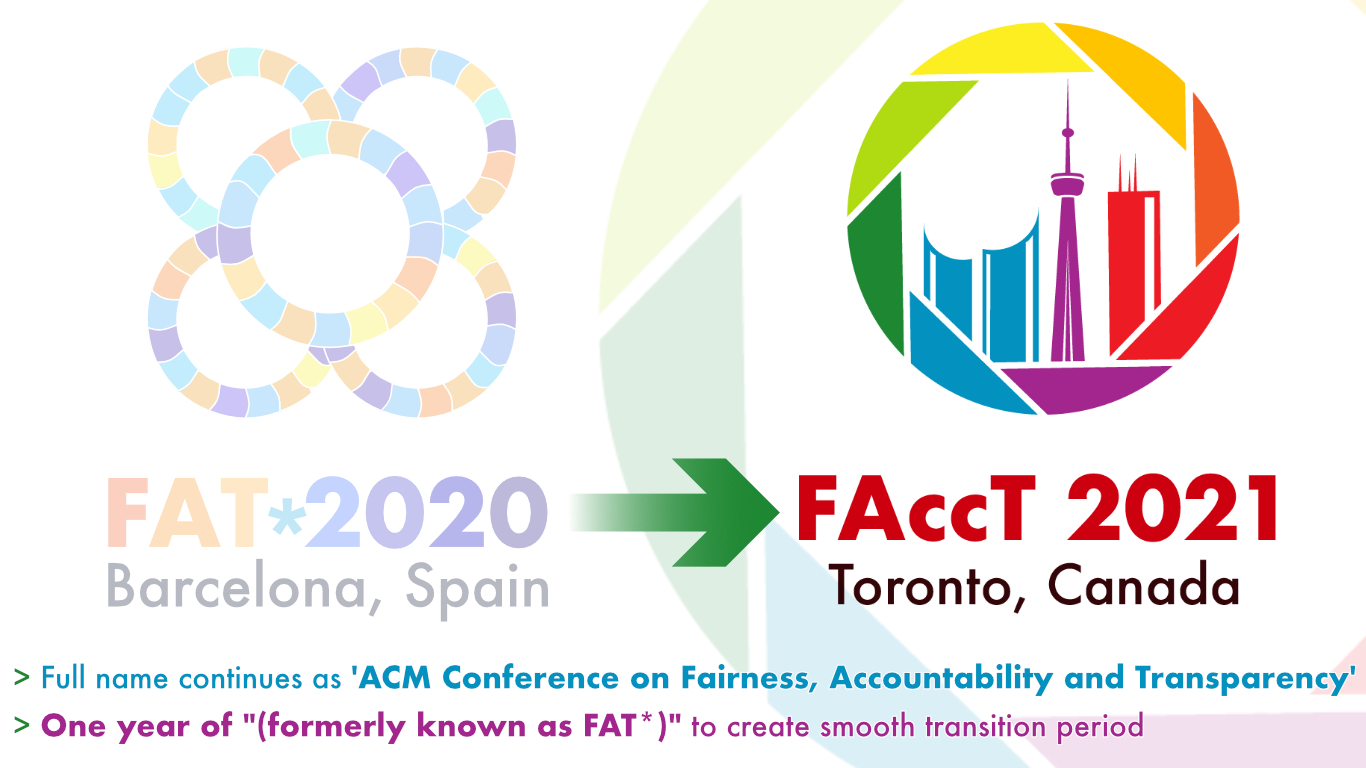 FAT*2020
Barcelona, Spain
FAccT 2021
Toronto, Canada
> Full name continues as 'ACM Conference on Fairness, Accountability and Transparency'
> One year of "(formerly known as FAT*)" to create smooth transition period